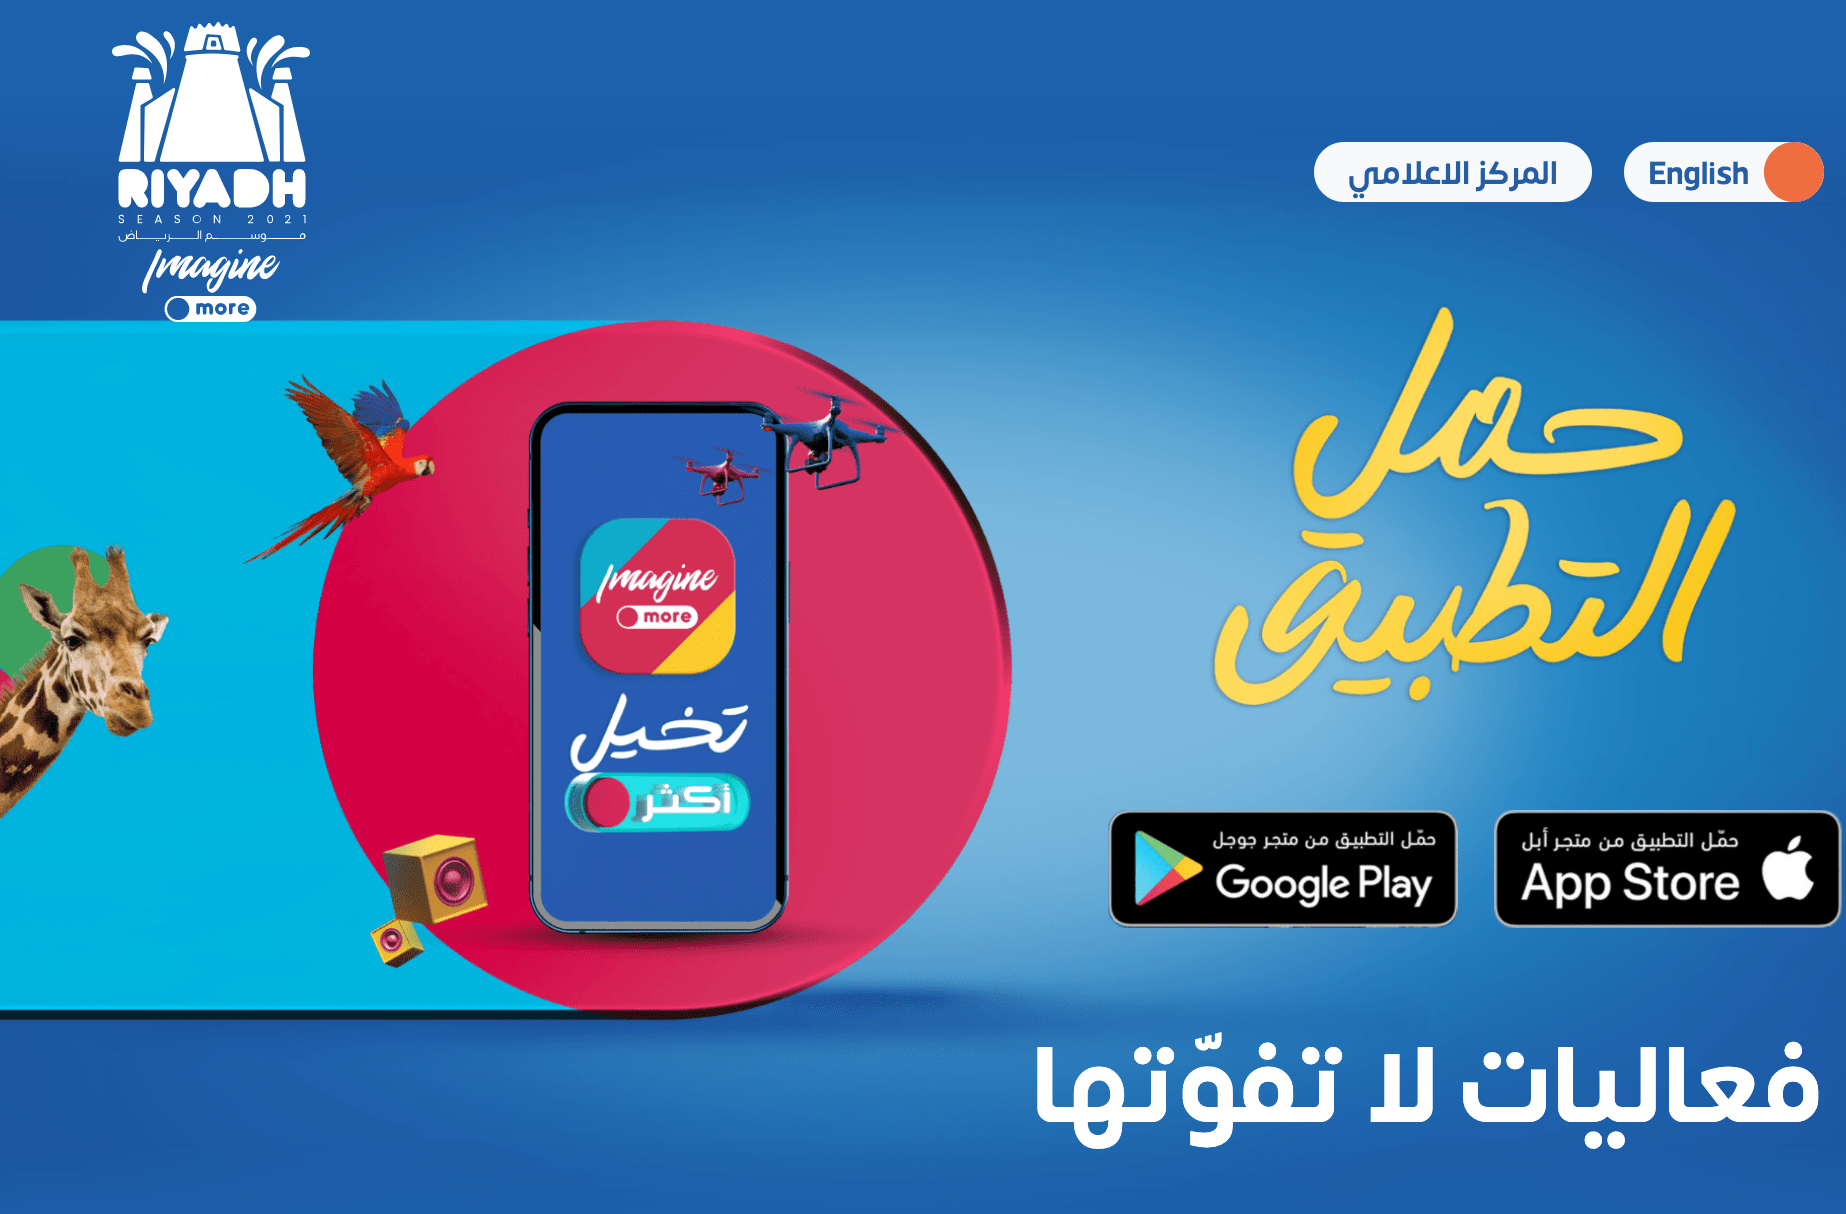 RIYADH
SEASON 2021
موسم الرياض
Imagine
more
المركز الاعلامي
English
حمل
التطبيق
Imagine
more
تخيل
أكثر
حمّل التطبيق من متجر جوجل
Google Play
حمّل التطبيق من متجر أبل
App Store
فعاليات لا تفوّتها